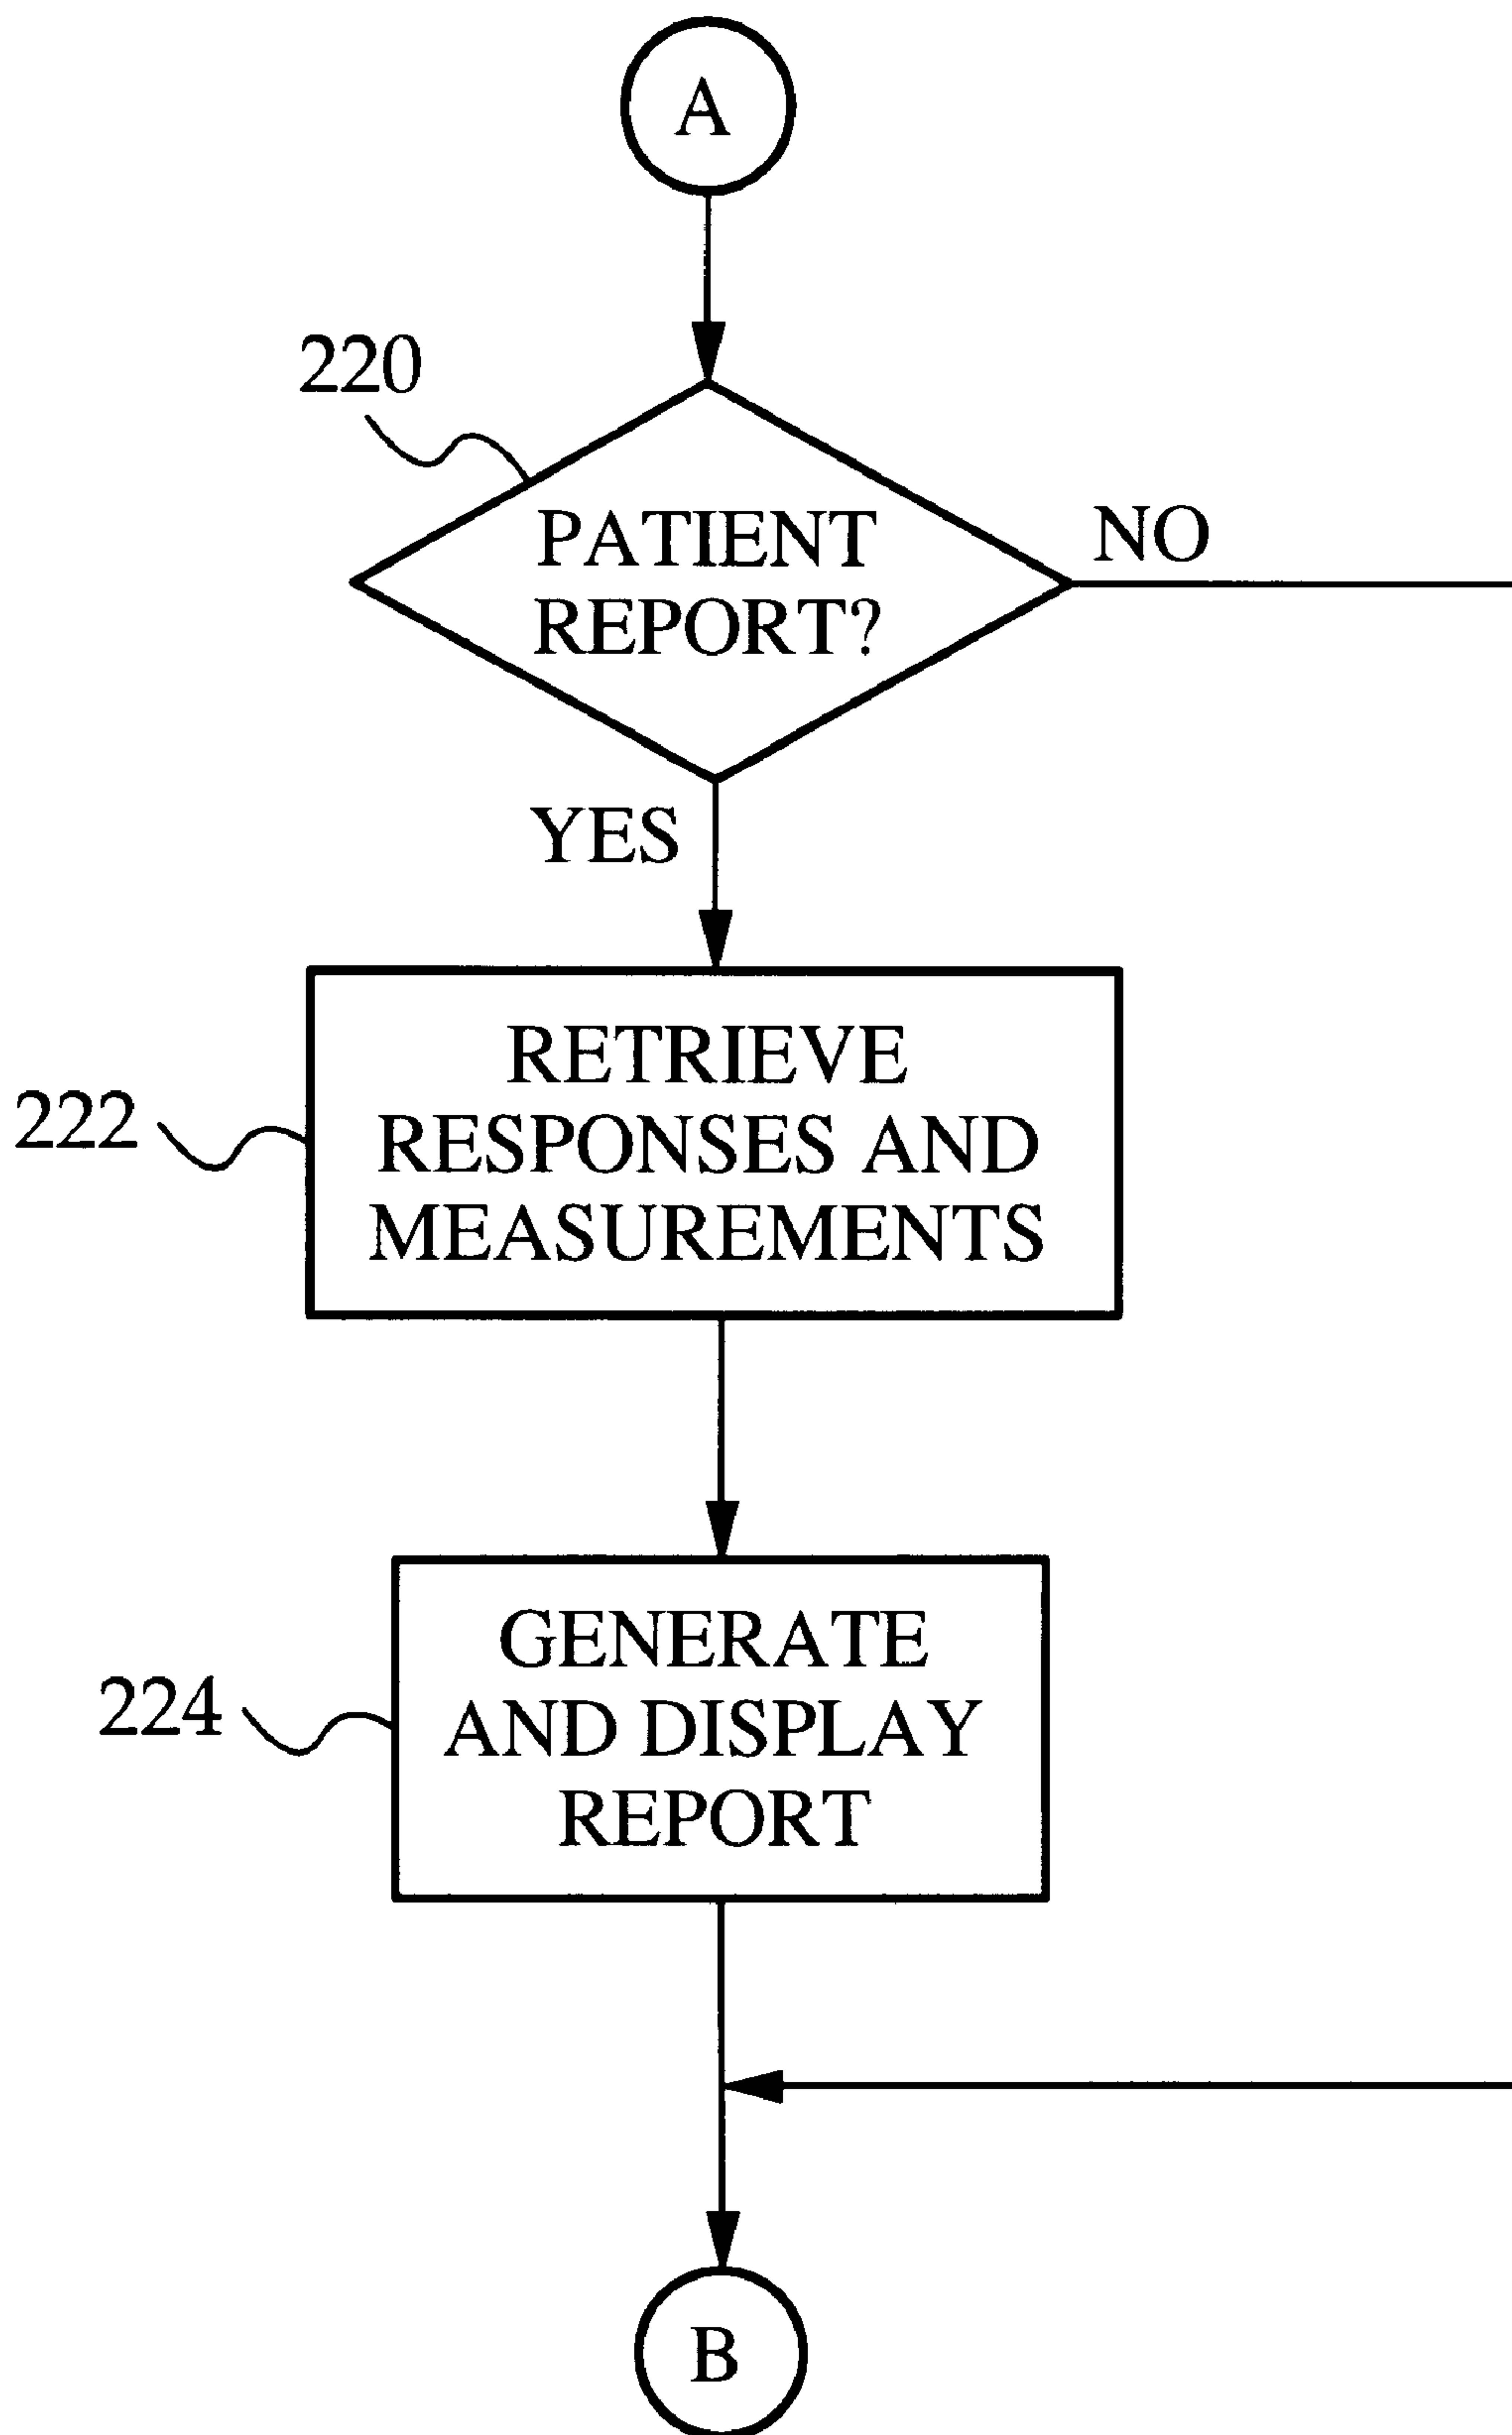 A
220
PATIENT
REPORT?
NO
YES
RETRIEVE
RESPONSES AND
MEASUREMENTS
222
GENERATE
AND DISPLAY
REPORT
224
B